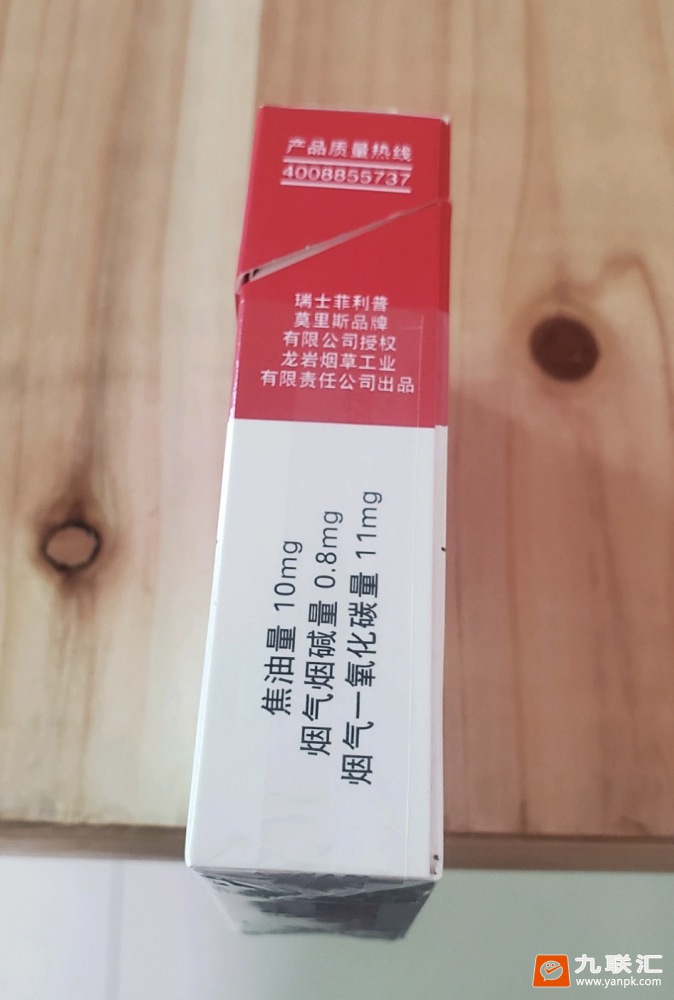 产品质量热线
4008855737
瑞士菲利普
莫里斯品牌
有限公司授权
龙岩烟草工业
有限责任公司出品
焦油量 10mg
烟气烟碱量 0.8mg
烟气一氧化碳量 11mg
九联汇
www.yanpk.com